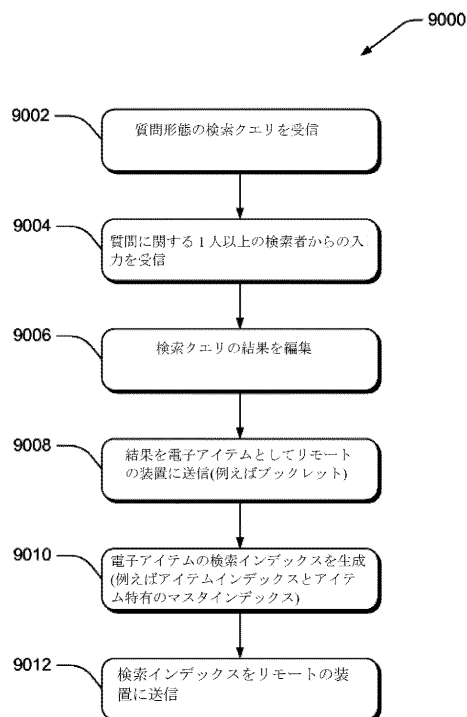 9000
9002
質問形態の検索クエリを受信
9004
質問に関する1人以上の検索者からの入
力を受信
9006
検索クエリの結果を編集
9008
結果を電子アイテムとしてリモート
の装置に送信(例えばブックレット)
9010
電子アイテムの検索インデックスを生成
(例えばアイテムインデックスとアイテ
ム特有のマスタインデックス)
9012
検索インデックスをリモートの装
置に送信